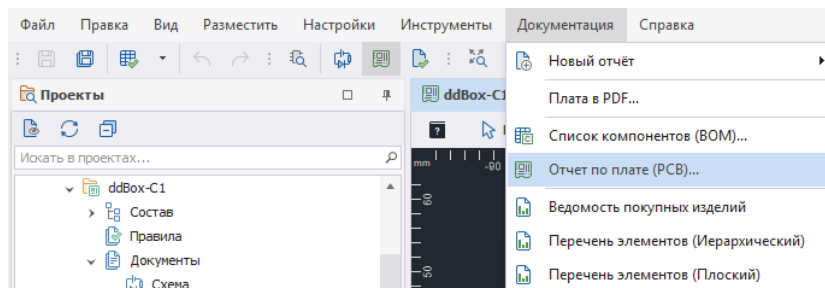 Файл Правка Вид Разместить Настройки Инструменты Документация Справка
Проекты
Искать в проектах...
ddBox-C1
Состав
Правила
Документы
Схема
ddBox-C1
mm
-90
60
50
Новый отчёт
Плата в PDF...
Список компонентов (BOM)...
Отчет по плате (PCB)...
Ведомость покупных изделий
Перечень элементов (Иерархический)
Перечень элементов (Плоский)